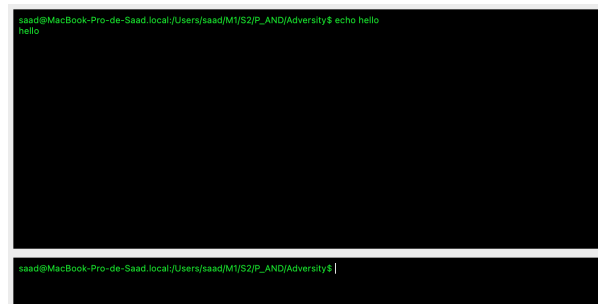 saad@MacBook-Pro-de-Saad.local:/Users/saad/M1/S2/P_AND/Adversity$ echo hello
hello
saad@MacBook-Pro-de-Saad.local:/Users/saad/M1/S2/P_AND/Adversity$